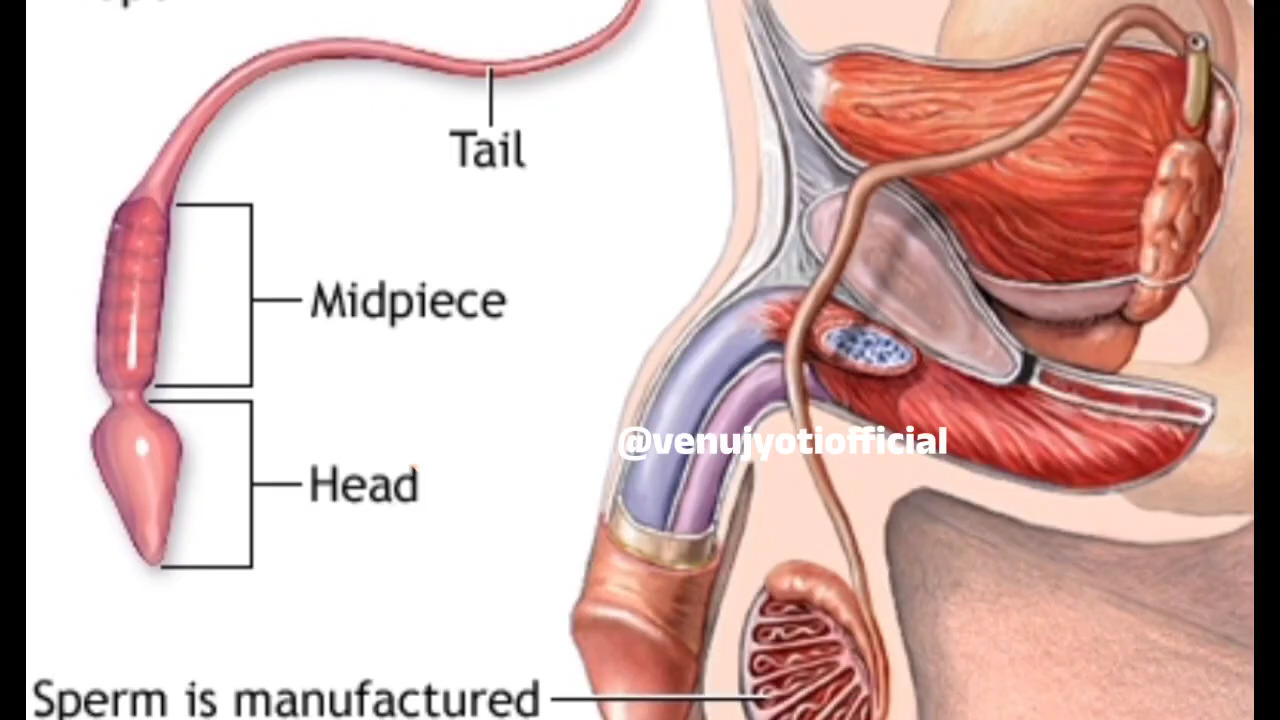 Tail
Midpiece
@venujyotiofficial
Head
Sperm is manufactured